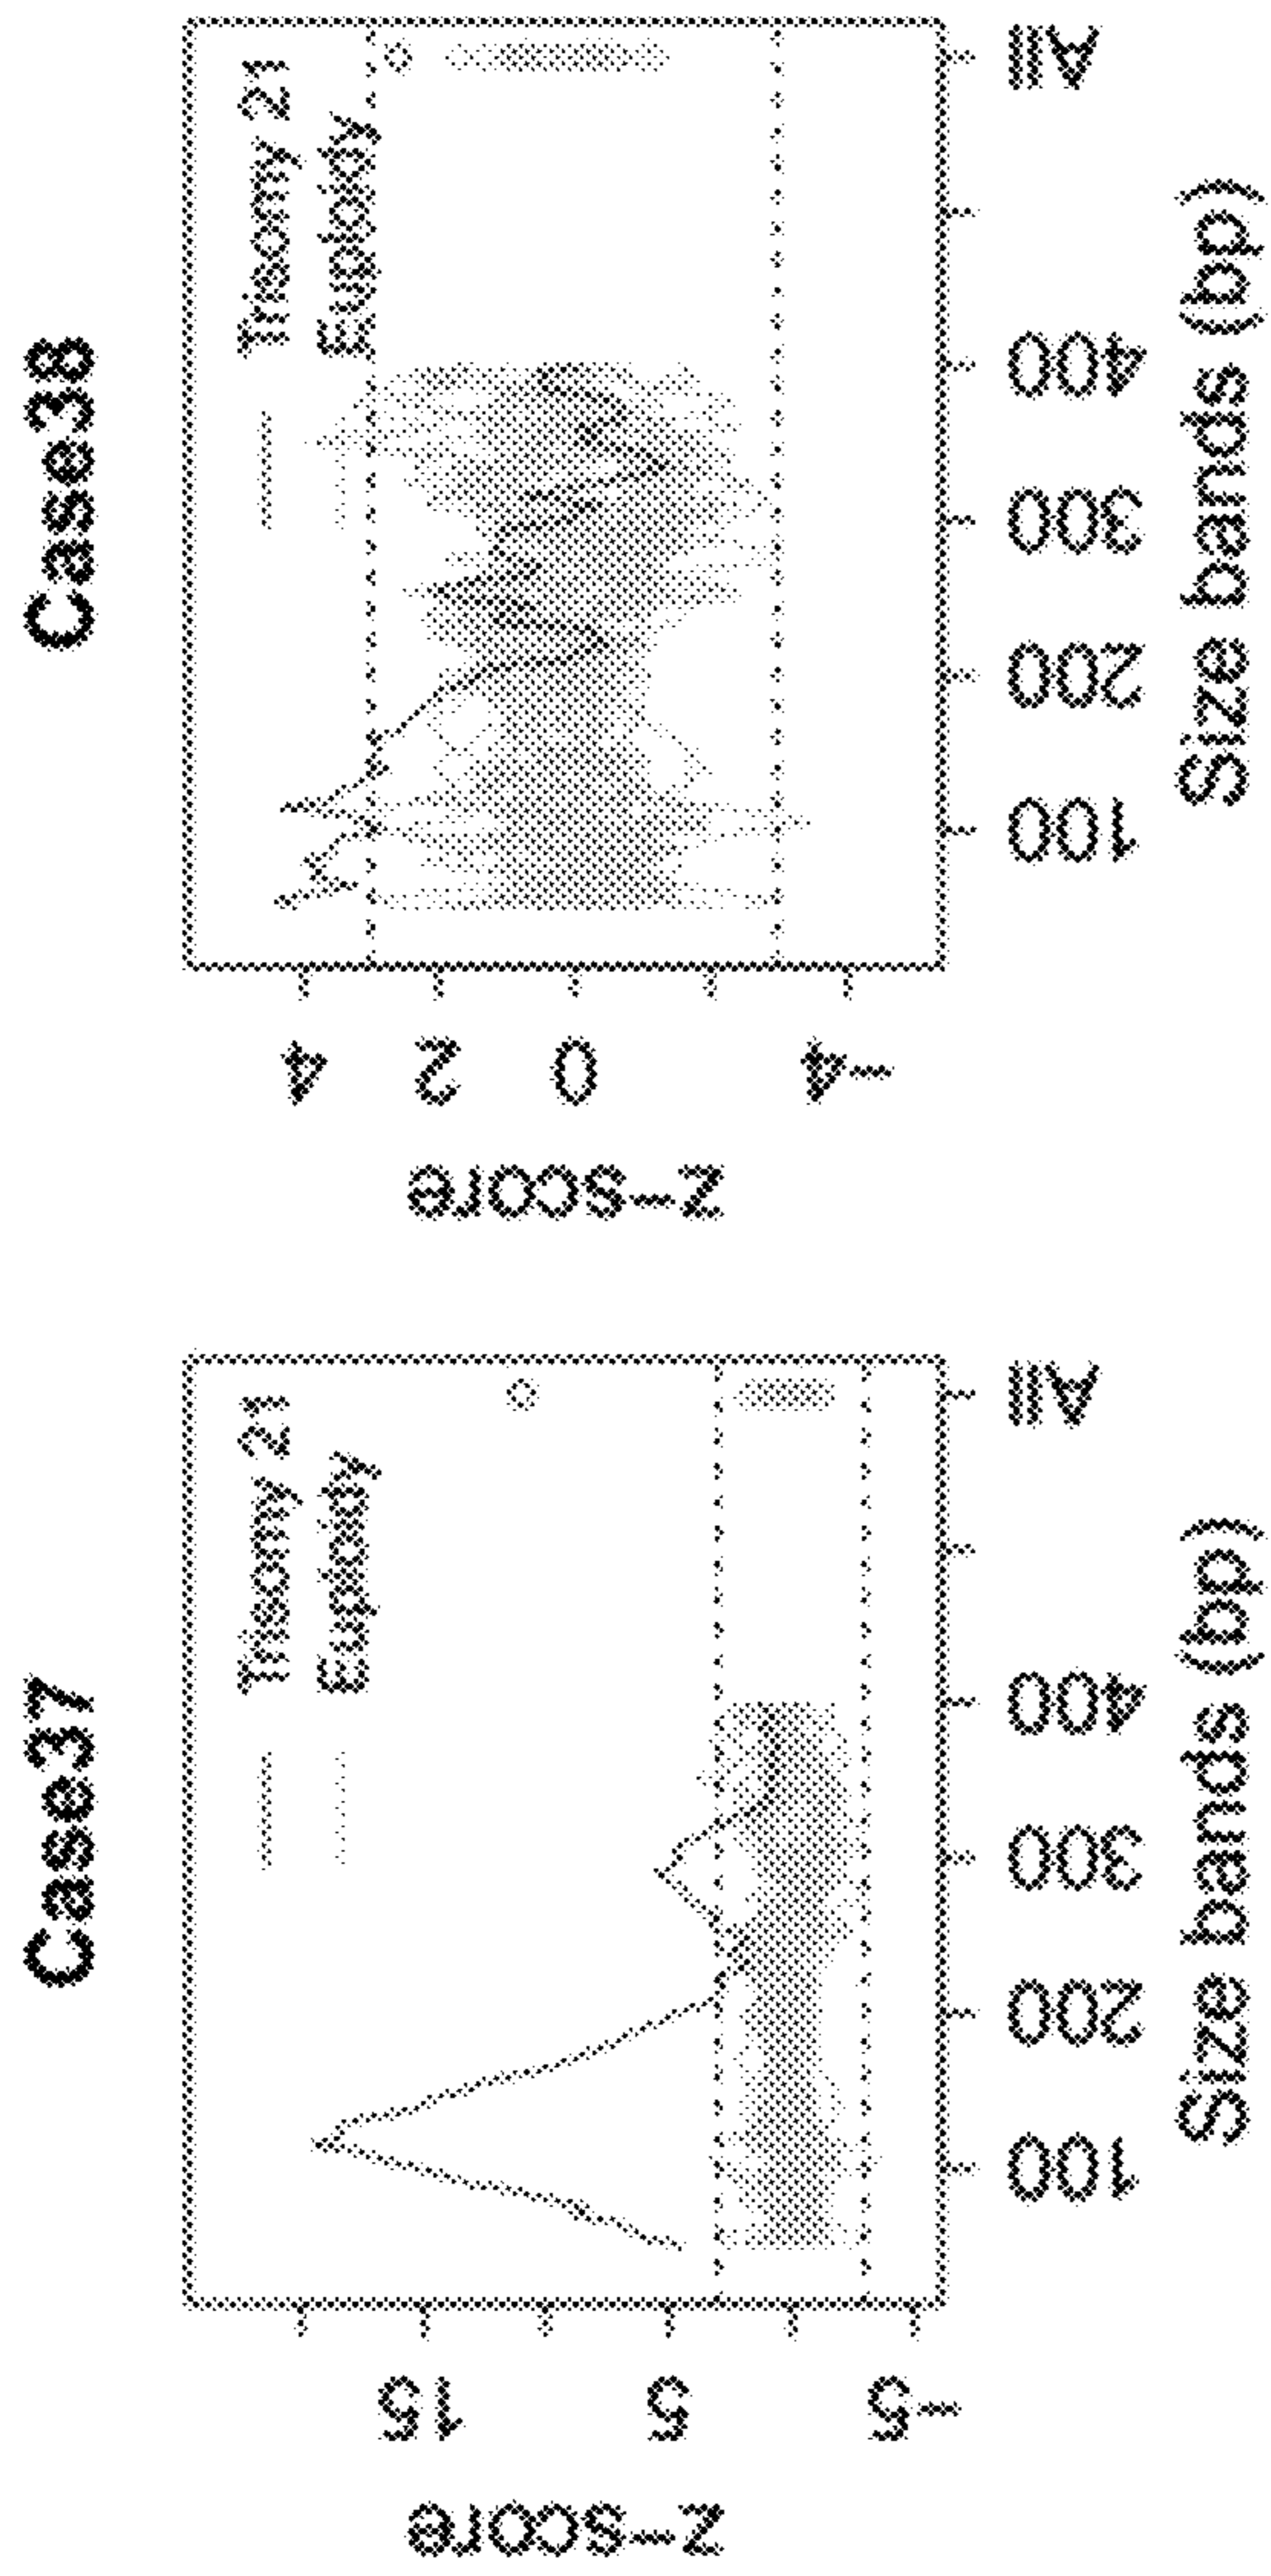 Case37
Trisomy 21
Euploidy
15
5
−5
z−score
100
200
300
400
All
Size bands (bp)
Case38
Trisomy 21
Euploidy
4
2
0
−4
z−score
100
200
300
400
All
Size bands (bp)